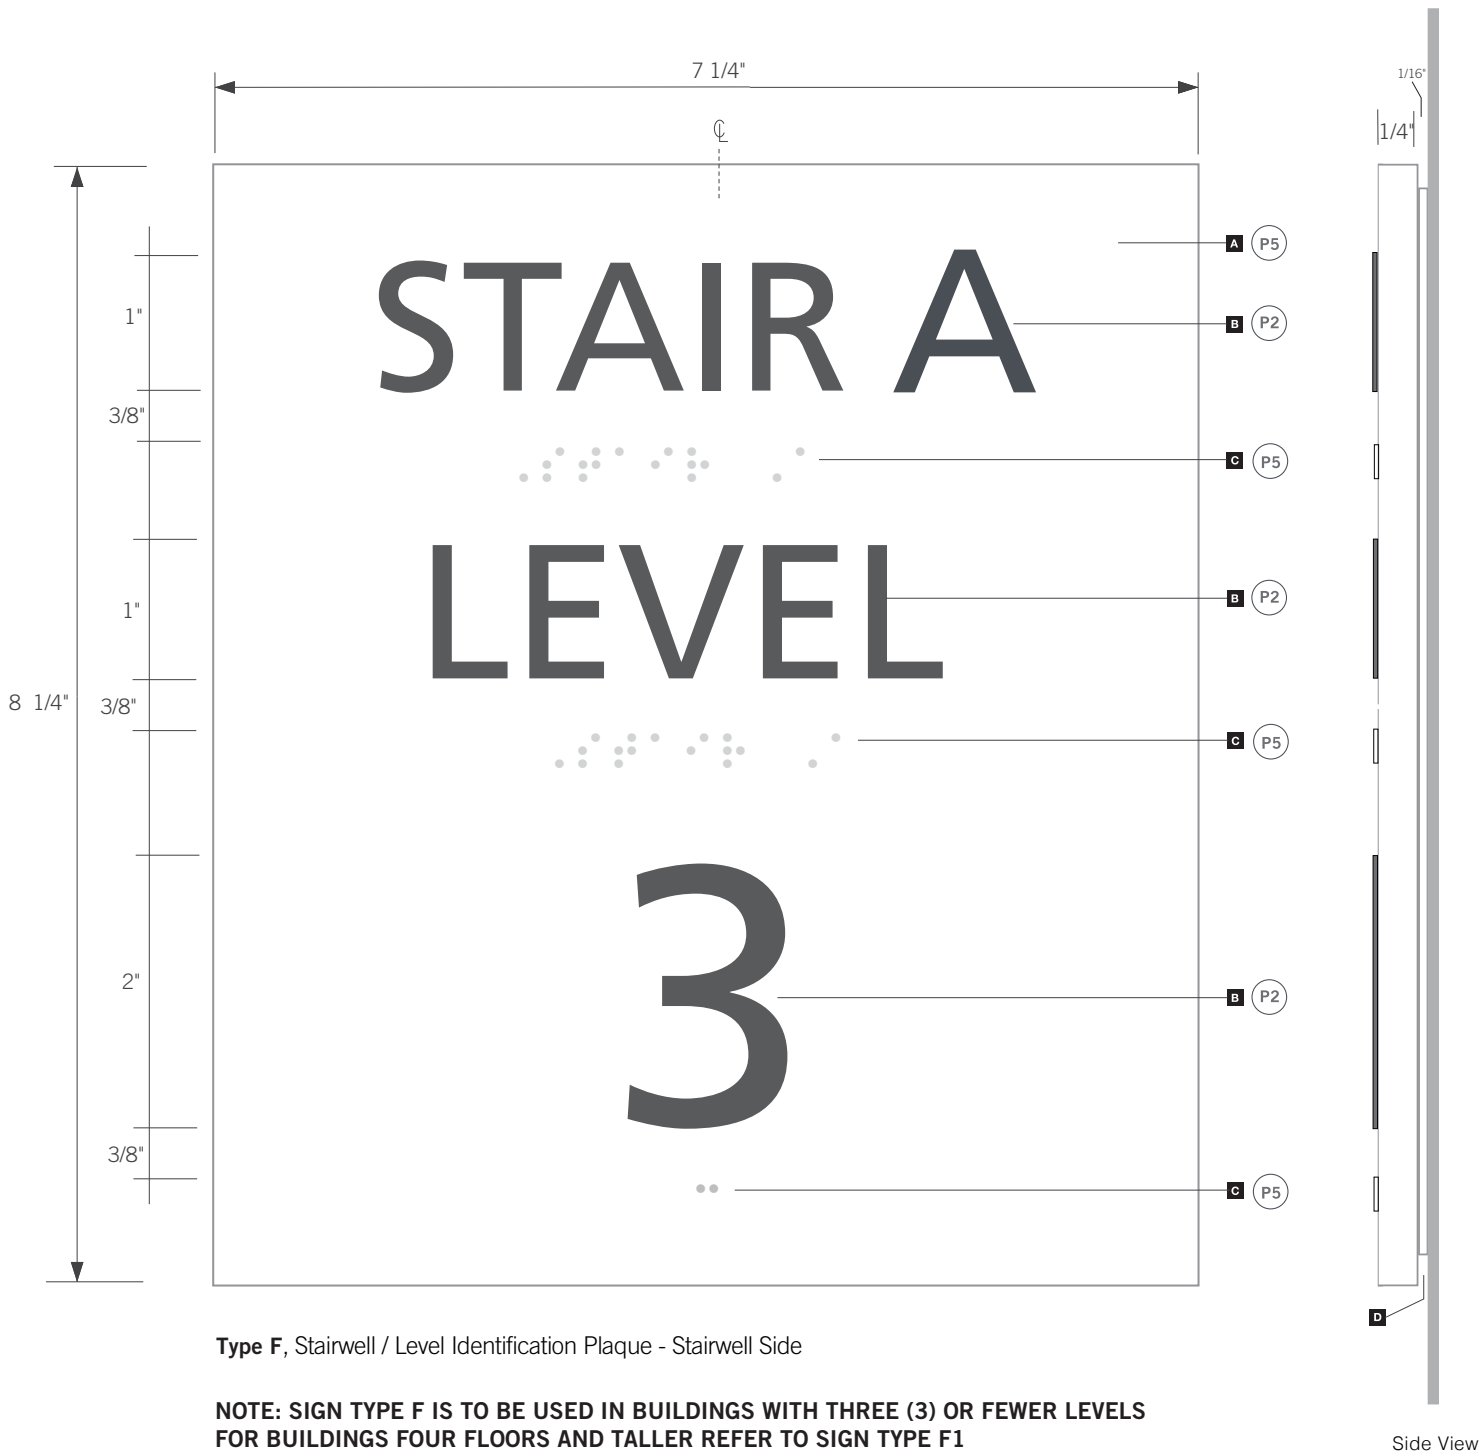 7 1/4"
℄
1/16"
1/4"
STAIR A
A P5
B P2
1"
3/8"
C P5
LEVEL
B P2
1"
8 1/4"
3/8"
C P5
3
2"
B P2
3/8"
C P5
D
Type F, Stairwell / Level Identification Plaque - Stairwell Side
NOTE: SIGN TYPE F IS TO BE USED IN BUILDINGS WITH THREE (3) OR FEWER LEVELS
FOR BUILDINGS FOUR FLOORS AND TALLER REFER TO SIGN TYPE F1
Side View